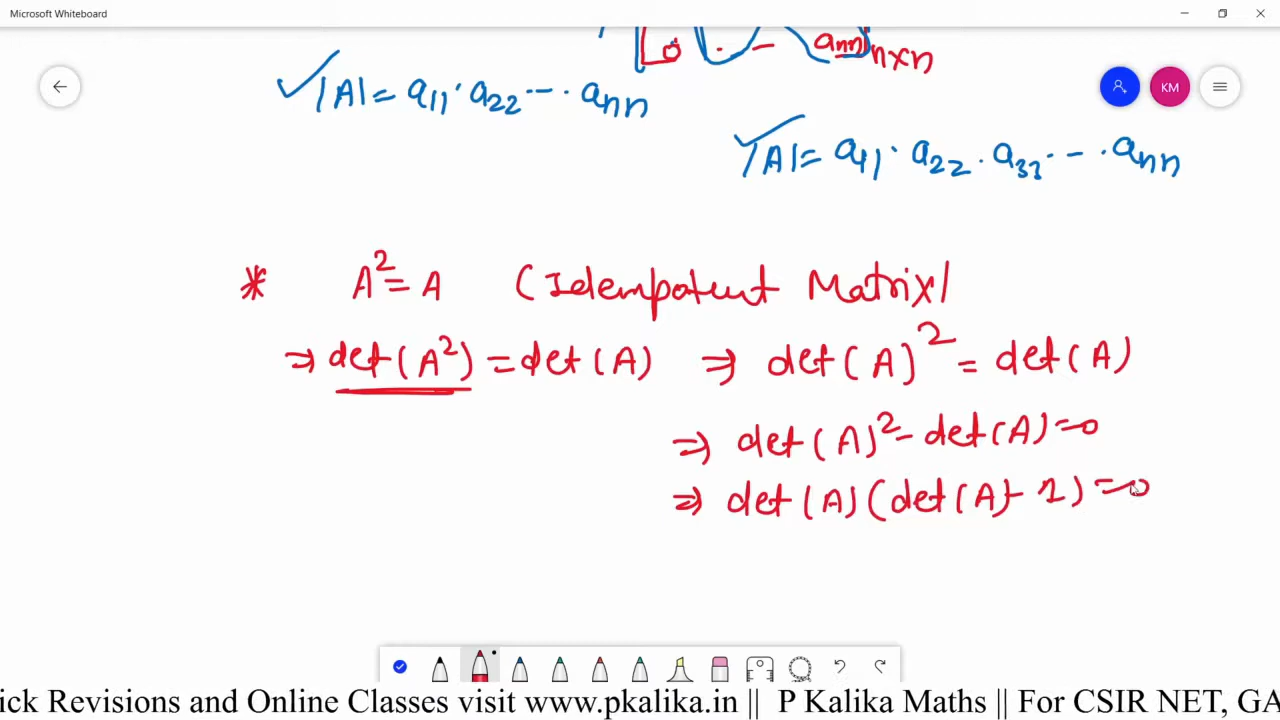 Microsoft Whiteboard
ann]n×n
|A| = a11 · a22 -- · ann
KM
|A| = a11 · a22 · a33 · - · ann
* A² = A (Idempotent Matrix)
⇒ det(A²) = det(A) ⇒ det(A)² = det(A)
⇒ det(A)² - det(A) = 0
⇒ det(A)(det(A) - 1) = 0
ick Revisions and Online Classes visit www.pkalika.in || P Kalika Maths || For CSIR NET, GA